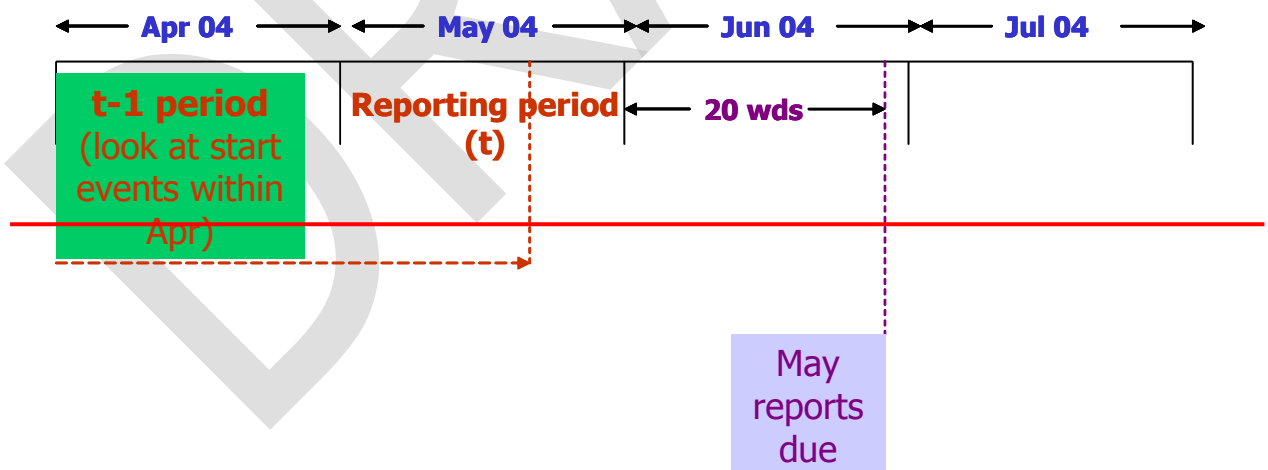 Apr 04 May 04 Jun 04 Jul 04
t-1 period
(look at start
events within
Apr)
Reporting period
(t)
20 wds
May
reports
due